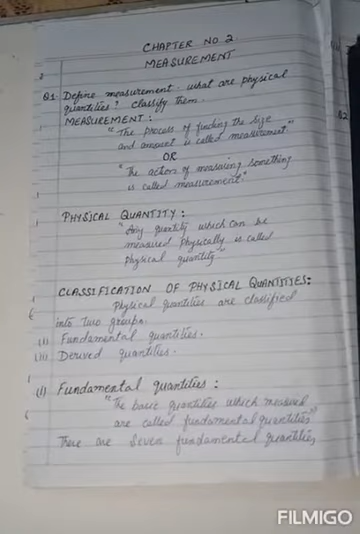 CHAPTER NO 2
MEASUREMENT
Q1 Define measurement. what are physical
quantities? Classify them.
MEASUREMENT:
"The process of finding the size
and amount is called measurement"
OR
"The action of measuring something
is called measurement"
PHYSICAL QUANTITY:
"Any quantity which can be
measured physically is called
physical quantity"
CLASSIFICATION OF PHYSICAL QUANTITIES:
Physical quantities are classified
into two groups.
(i) Fundamental quantities.
(ii) Derived quantities.
(i) Fundamental quantities:
"The basic quantities which measured
are called fundamental quantities"
There are seven fundamental quantities
FILMIGO